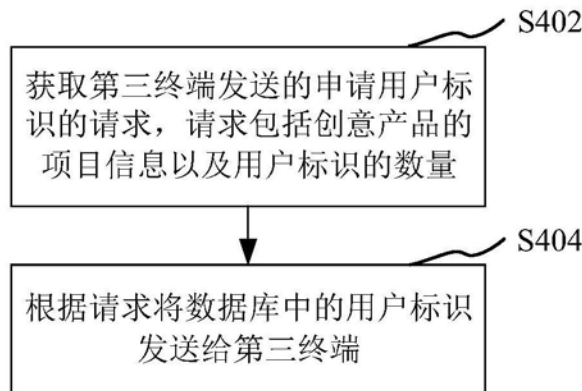 S402
获取第三终端发送的申请用户标
识的请求，请求包括创意产品的
项目信息以及用户标识的数量
S404
根据请求将数据库中的用户标识
发送给第三终端